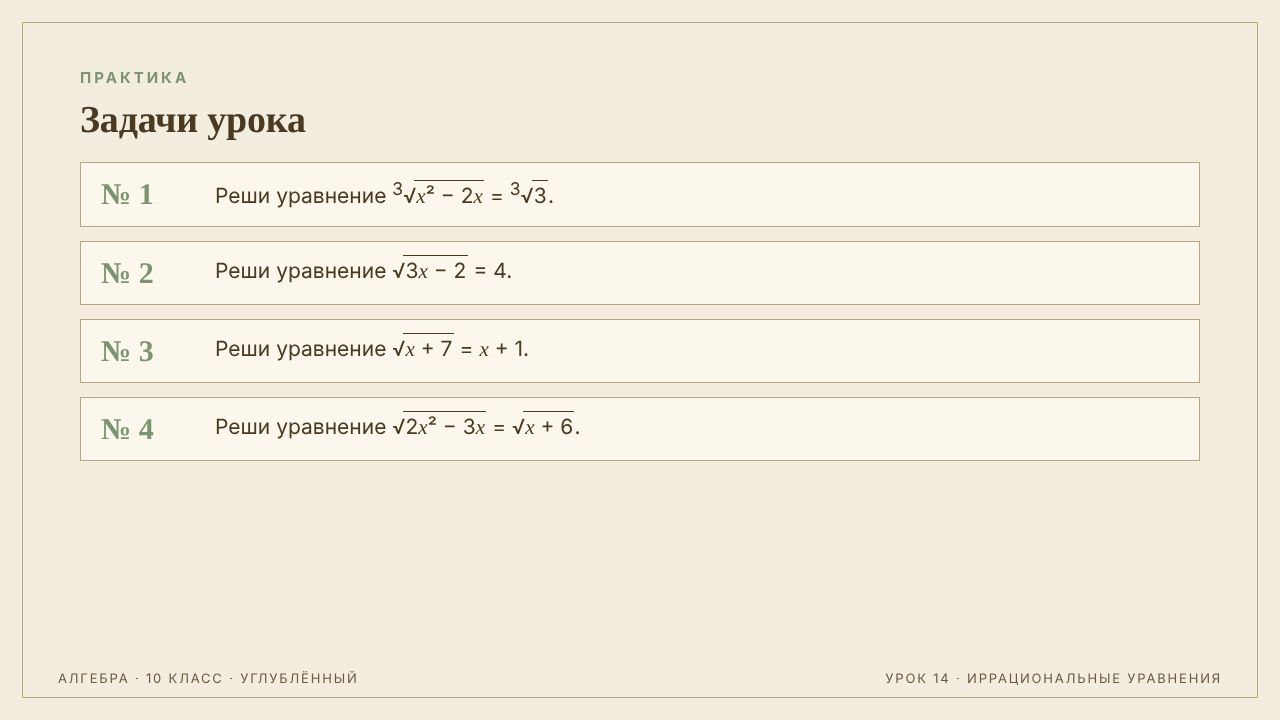 ПРАКТИКА
Задачи урока
№ 1 Реши уравнение ³√x² − 2x = ³√3.
№ 2 Реши уравнение √3x − 2 = 4.
№ 3 Реши уравнение √x + 7 = x + 1.
№ 4 Реши уравнение √2x² − 3x = √x + 6.
АЛГЕБРА · 10 КЛАСС · УГЛУБЛЁННЫЙ
УРОК 14 · ИРРАЦИОНАЛЬНЫЕ УРАВНЕНИЯ